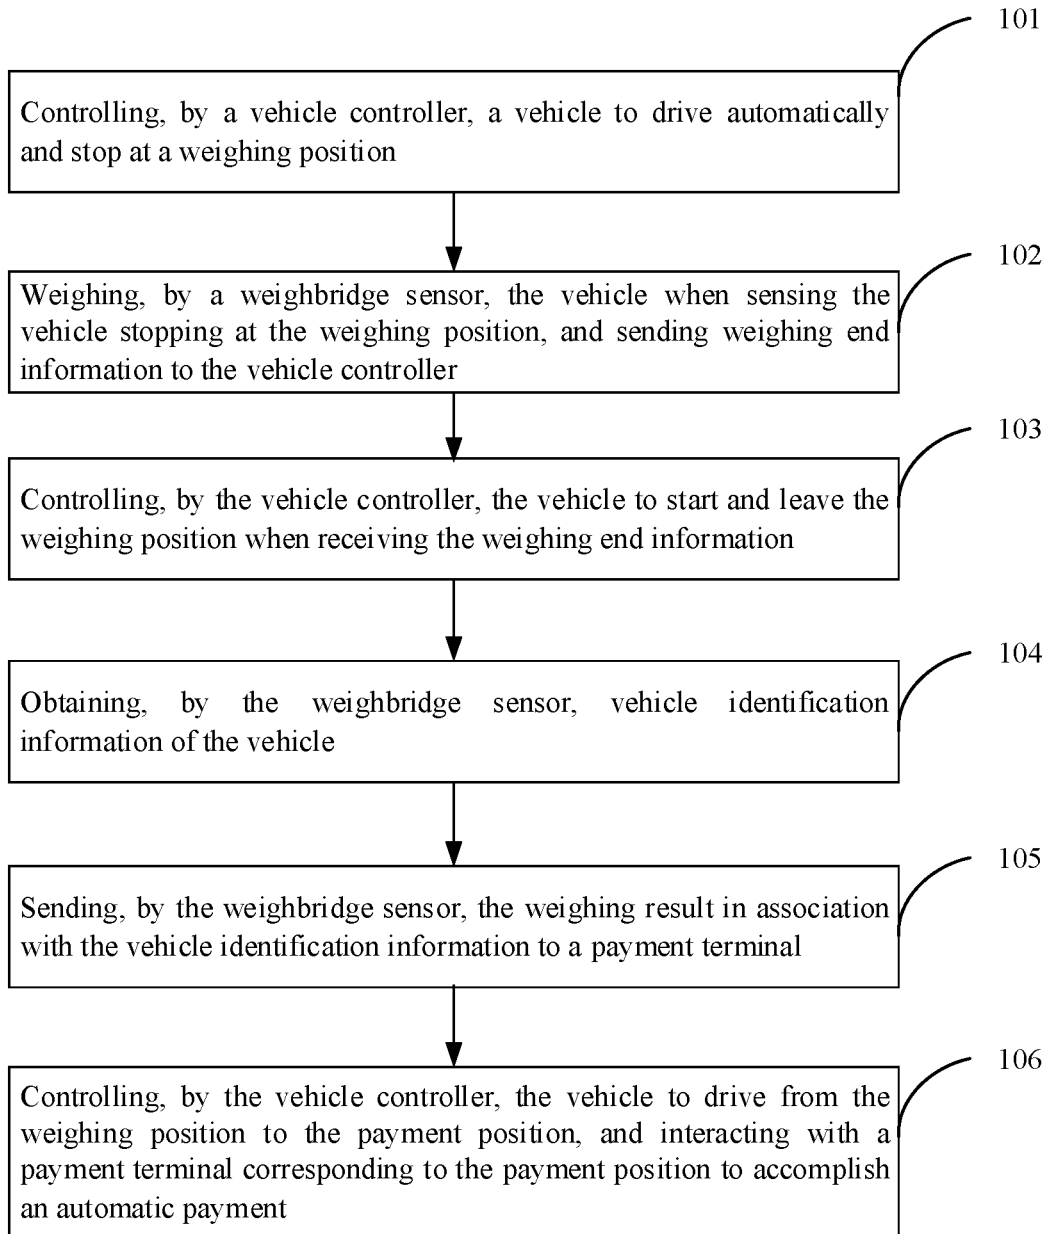 101
Controlling, by a vehicle controller, a vehicle to drive automatically
and stop at a weighing position
102
Weighing, by a weighbridge sensor, the vehicle when sensing the
vehicle stopping at the weighing position, and sending weighing end
information to the vehicle controller
103
Controlling, by the vehicle controller, the vehicle to start and leave the
weighing position when receiving the weighing end information
104
Obtaining, by the weighbridge sensor, vehicle identification
information of the vehicle
105
Sending, by the weighbridge sensor, the weighing result in association
with the vehicle identification information to a payment terminal
106
Controlling, by the vehicle controller, the vehicle to drive from the
weighing position to the payment position, and interacting with a
payment terminal corresponding to the payment position to accomplish
an automatic payment